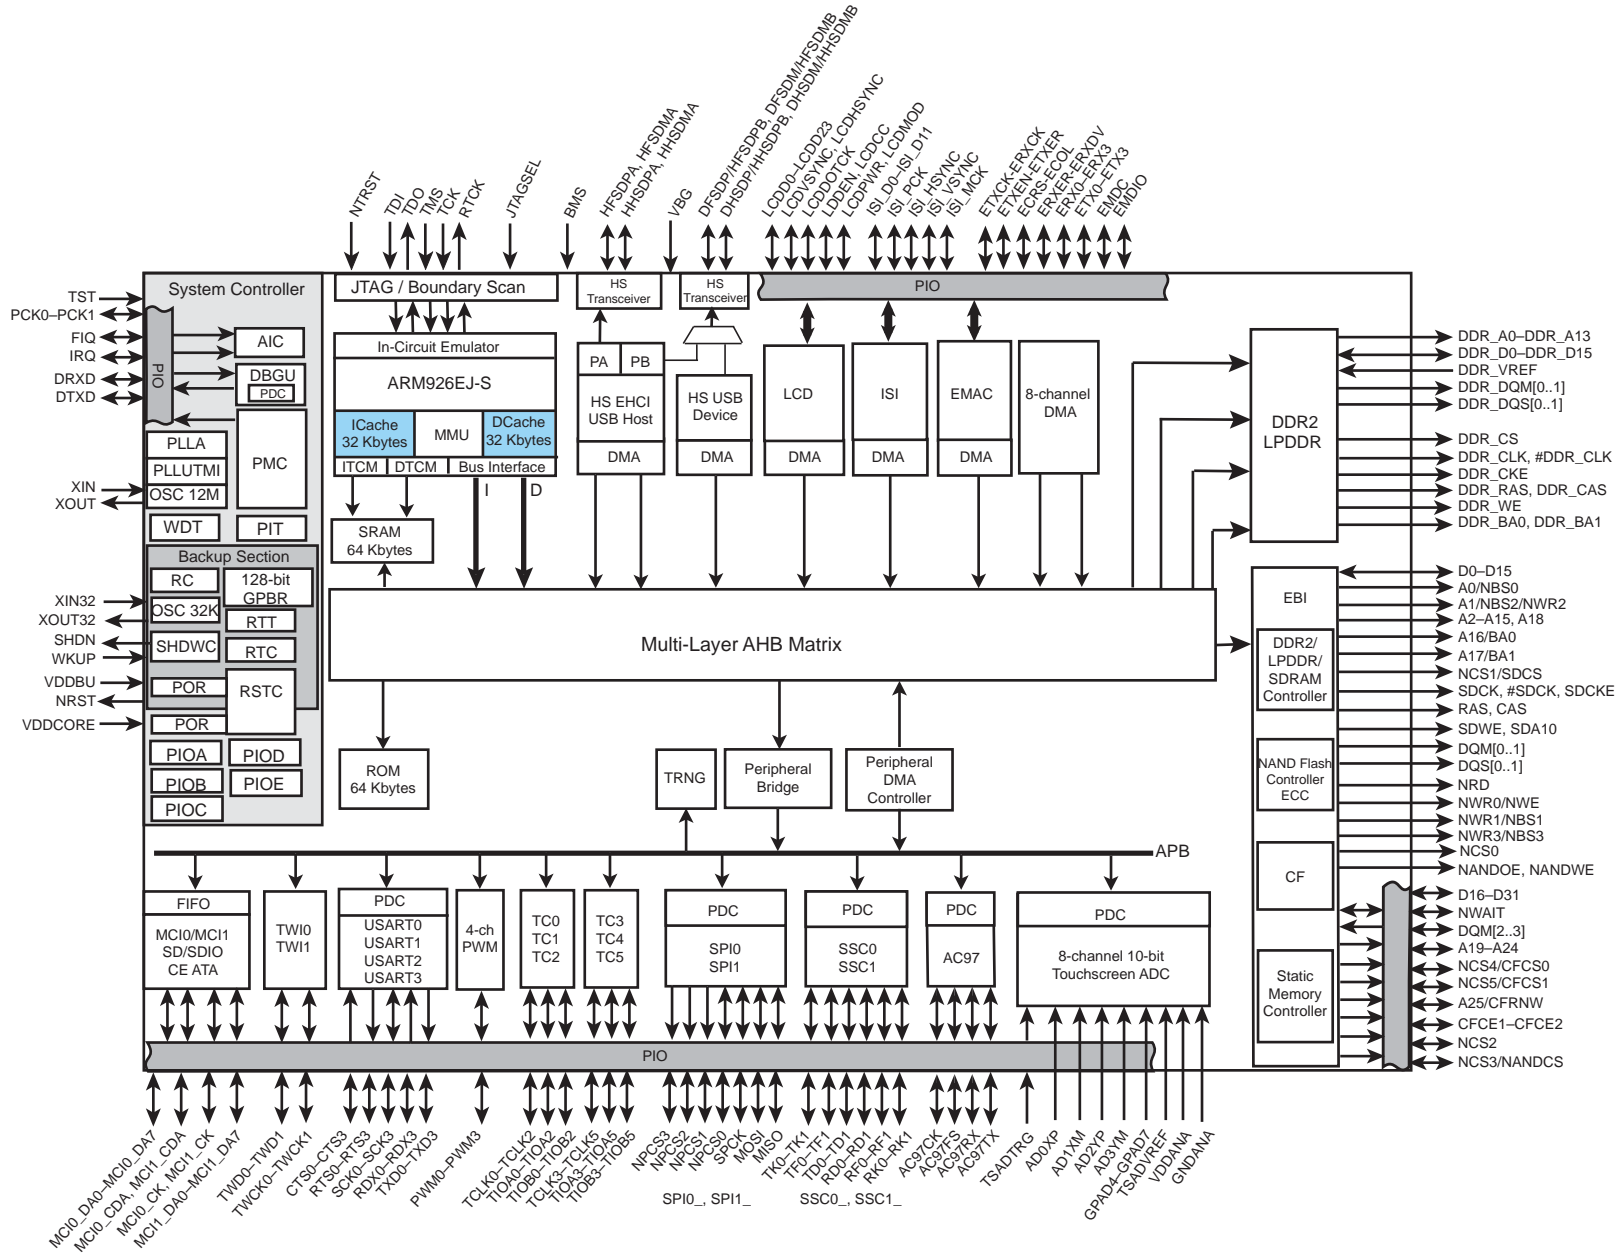 NTRST
TDI
TDO
TMS
TCK
RTCK
JTAGSEL
BMS
HFSDPA, HFSDMA
HHSDPA, HHSDMA
VBG
DFSDP/HFSDPB, DFSDM/HFSDMB
DHSDP/HHSDPB, DHSDM/HHSDMB
LCDD0–LCDD23
LCDVSYNC, LCDHSYNC
LCDDOTCK
LDDEN, LCDCC
LCDPWR, LCDMOD
ISI_D0–ISI_D11
ISI_PCK
ISI_HSYNC
ISI_VSYNC
ISI_MCK
ETXCK-ERXCK
ETXEN-ETXER
ECRS-ECOL
ERXER-ERXDV
ERX0–ERX3
ETX0–ETX3
EMDC
EMDIO
TST
PCK0–PCK1
FIQ
IRQ
DRXD
DTXD
XIN
XOUT
XIN32
XOUT32
SHDN
WKUP
VDDBU
NRST
VDDCORE
System Controller
PIO
AIC
DBGU
PDC
PMC
PLLA
PLLUTMI
OSC 12M
WDT
PIT
Backup Section
RC
128-bit
GPBR
OSC 32K
RTT
SHDWC
RTC
POR
RSTC
POR
PIOA
PIOD
PIOB
PIOE
PIOC
JTAG / Boundary Scan
In-Circuit Emulator
ARM926EJ-S
ICache
32 Kbytes
MMU
DCache
32 Kbytes
ITCM
DTCM
Bus Interface
I
D
SRAM
64 Kbytes
HS
Transceiver
HS
Transceiver
PA
PB
HS EHCI
USB Host
DMA
HS USB
Device
DMA
PIO
LCD
DMA
ISI
DMA
EMAC
DMA
8-channel
DMA
DDR2
LPDDR
Multi-Layer AHB Matrix
ROM
64 Kbytes
TRNG
Peripheral
Bridge
Peripheral
DMA
Controller
APB
EBI
DDR2/
LPDDR/
SDRAM
Controller
NAND Flash
Controller
ECC
CF
Static
Memory
Controller
DDR_A0–DDR_A13
DDR_D0–DDR_D15
DDR_VREF
DDR_DQM[0..1]
DDR_DQS[0..1]
DDR_CS
DDR_CLK, #DDR_CLK
DDR_CKE
DDR_RAS, DDR_CAS
DDR_WE
DDR_BA0, DDR_BA1
D0–D15
A0/NBS0
A1/NBS2/NWR2
A2–A15, A18
A16/BA0
A17/BA1
NCS1/SDCS
SDCK, #SDCK, SDCKE
RAS, CAS
SDWE, SDA10
DQM[0..1]
DQS[0..1]
NRD
NWR0/NWE
NWR1/NBS1
NWR3/NBS3
NCS0
NANDOE, NANDWE
D16–D31
NWAIT
DQM[2..3]
A19–A24
NCS4/CFCS0
NCS5/CFCS1
A25/CFRNW
CFCE1–CFCE2
NCS2
NCS3/NANDCS
FIFO
MCI0/MCI1
SD/SDIO
CE ATA
TWI0
TWI1
PDC
USART0
USART1
USART2
USART3
4-ch
PWM
TC0
TC1
TC2
TC3
TC4
TC5
PDC
SPI0
SPI1
PDC
SSC0
SSC1
PDC
AC97
PDC
8-channel 10-bit
Touchscreen ADC
PIO
MCI0_DA0–MCI0_DA7
MCI0_CDA, MCI1_CDA
MCI0_CK, MCI1_CK
MCI1_DA0–MCI1_DA7
TWD0–TWD1
TWCK0–TWCK1
CTS0–CTS3
RTS0–RTS3
SCK0–SCK3
RDX0–RDX3
TXD0–TXD3
PWM0–PWM3
TCLK0–TCLK2
TIOA0–TIOA2
TIOB0–TIOB2
TCLK3–TCLK5
TIOA3–TIOA5
TIOB3–TIOB5
NPCS3
NPCS2
NPCS1
NPCS0
SPCK
MOSI
MISO
SPI0_, SPI1_
TK0–TK1
TF0–TF1
TD0–TD1
RD0–RD1
RF0–RF1
RK0–RK1
SSC0_, SSC1_
AC97CK
AC97FS
AC97RX
AC97TX
TSADTRG
AD0XP
AD1XM
AD2YP
AD3YM
GPAD4–GPAD7
TSADVREF
VDDANA
GNDANA